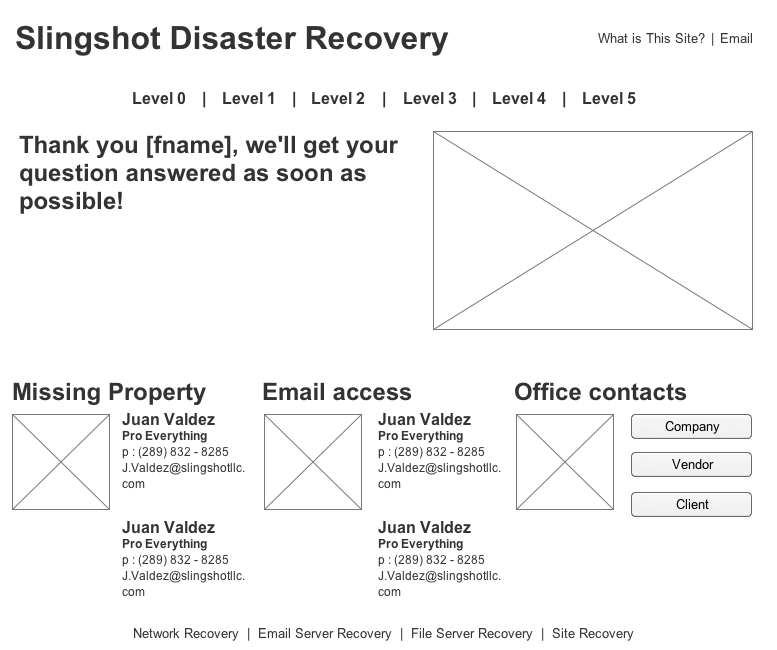 Slingshot Disaster Recovery
What is This Site? | Email
Level 0 | Level 1 | Level 2 | Level 3 | Level 4 | Level 5
Thank you [fname], we'll get your
question answered as soon as
possible!
Missing Property
Juan Valdez
Pro Everything
p : (289) 832 - 8285
J.Valdez@slingshotllc.
com
Juan Valdez
Pro Everything
p : (289) 832 - 8285
J.Valdez@slingshotllc.
com
Email access
Juan Valdez
Pro Everything
p : (289) 832 - 8285
J.Valdez@slingshotllc.
com
Juan Valdez
Pro Everything
p : (289) 832 - 8285
J.Valdez@slingshotllc.
com
Office contacts
Company
Vendor
Client
Network Recovery | Email Server Recovery | File Server Recovery | Site Recovery